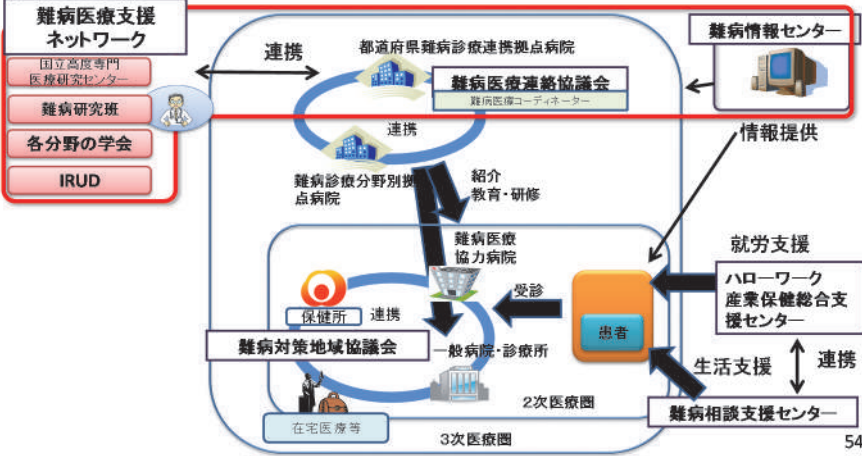 難病医療支援
ネットワーク
国立高度専門
医療研究センター
難病研究班
各分野の学会
IRUD
連携
都道府県難病診療連携拠点病院
難病医療連絡協議会
難病医療コーディネーター
連携
難病診療分野別拠
点病院
紹介
教育・研修
難病情報センター
情報提供
難病医療
協力病院
保健所
連携
難病対策地域協議会
一般病院・診療所
受診
患者
就労支援
ハローワーク
産業保健総合支
援センター
生活支援
連携
難病相談支援センター
在宅医療等
2次医療圏
3次医療圏
54